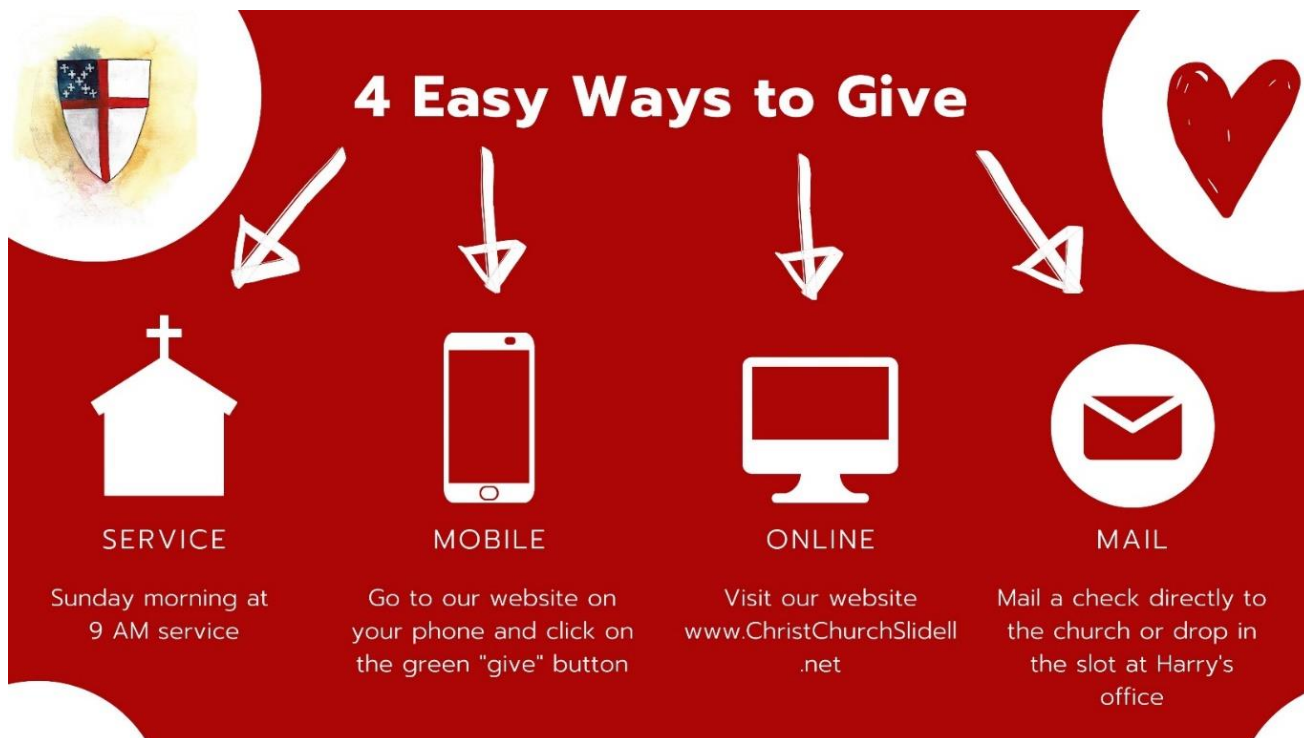 4 Easy Ways to Give
SERVICE
Sunday morning at
9 AM service
MOBILE
Go to our website on
your phone and click on
the green "give" button
ONLINE
Visit our website
www.ChristChurchSlidell
.net
MAIL
Mail a check directly to
the church or drop in
the slot at Harry's
office